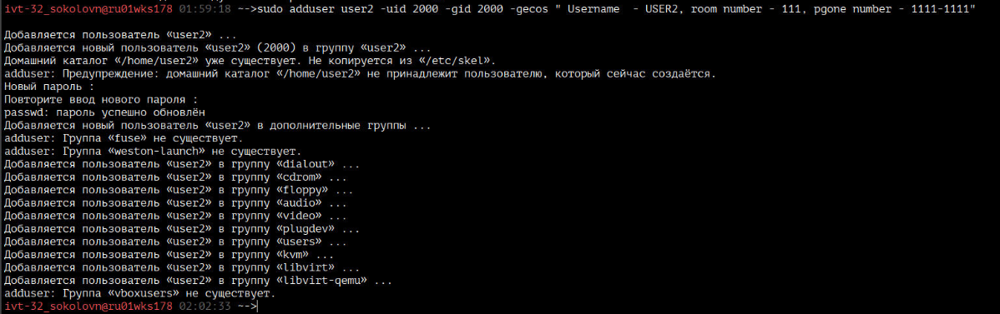 ivt-32_sokolovn@ru01wks178 01:59:18 ~-->sudo adduser user2 -uid 2000 -gid 2000 -gecos " Username  - USER2, room number - 111, pgone number - 1111-1111"
Добавляется пользователь «user2» ...
Добавляется новый пользователь «user2» (2000) в группу «user2» ...
Домашний каталог «/home/user2» уже существует. Не копируется из «/etc/skel».
adduser: Предупреждение: домашний каталог «/home/user2» не принадлежит пользователю, который сейчас создаётся.
Новый пароль :
Повторите ввод нового пароля :
passwd: пароль успешно обновлён
Добавляется новый пользователь «user2» в дополнительные группы ...
adduser: Группа «fuse» не существует.
adduser: Группа «weston-launch» не существует.
Добавляется пользователь «user2» в группу «dialout» ...
Добавляется пользователь «user2» в группу «cdrom» ...
Добавляется пользователь «user2» в группу «floppy» ...
Добавляется пользователь «user2» в группу «audio» ...
Добавляется пользователь «user2» в группу «video» ...
Добавляется пользователь «user2» в группу «plugdev» ...
Добавляется пользователь «user2» в группу «users» ...
Добавляется пользователь «user2» в группу «kvm» ...
Добавляется пользователь «user2» в группу «libvirt» ...
Добавляется пользователь «user2» в группу «libvirt-qemu» ...
adduser: Группа «vboxusers» не существует.
ivt-32_sokolovn@ru01wks178 02:02:33 ~-->